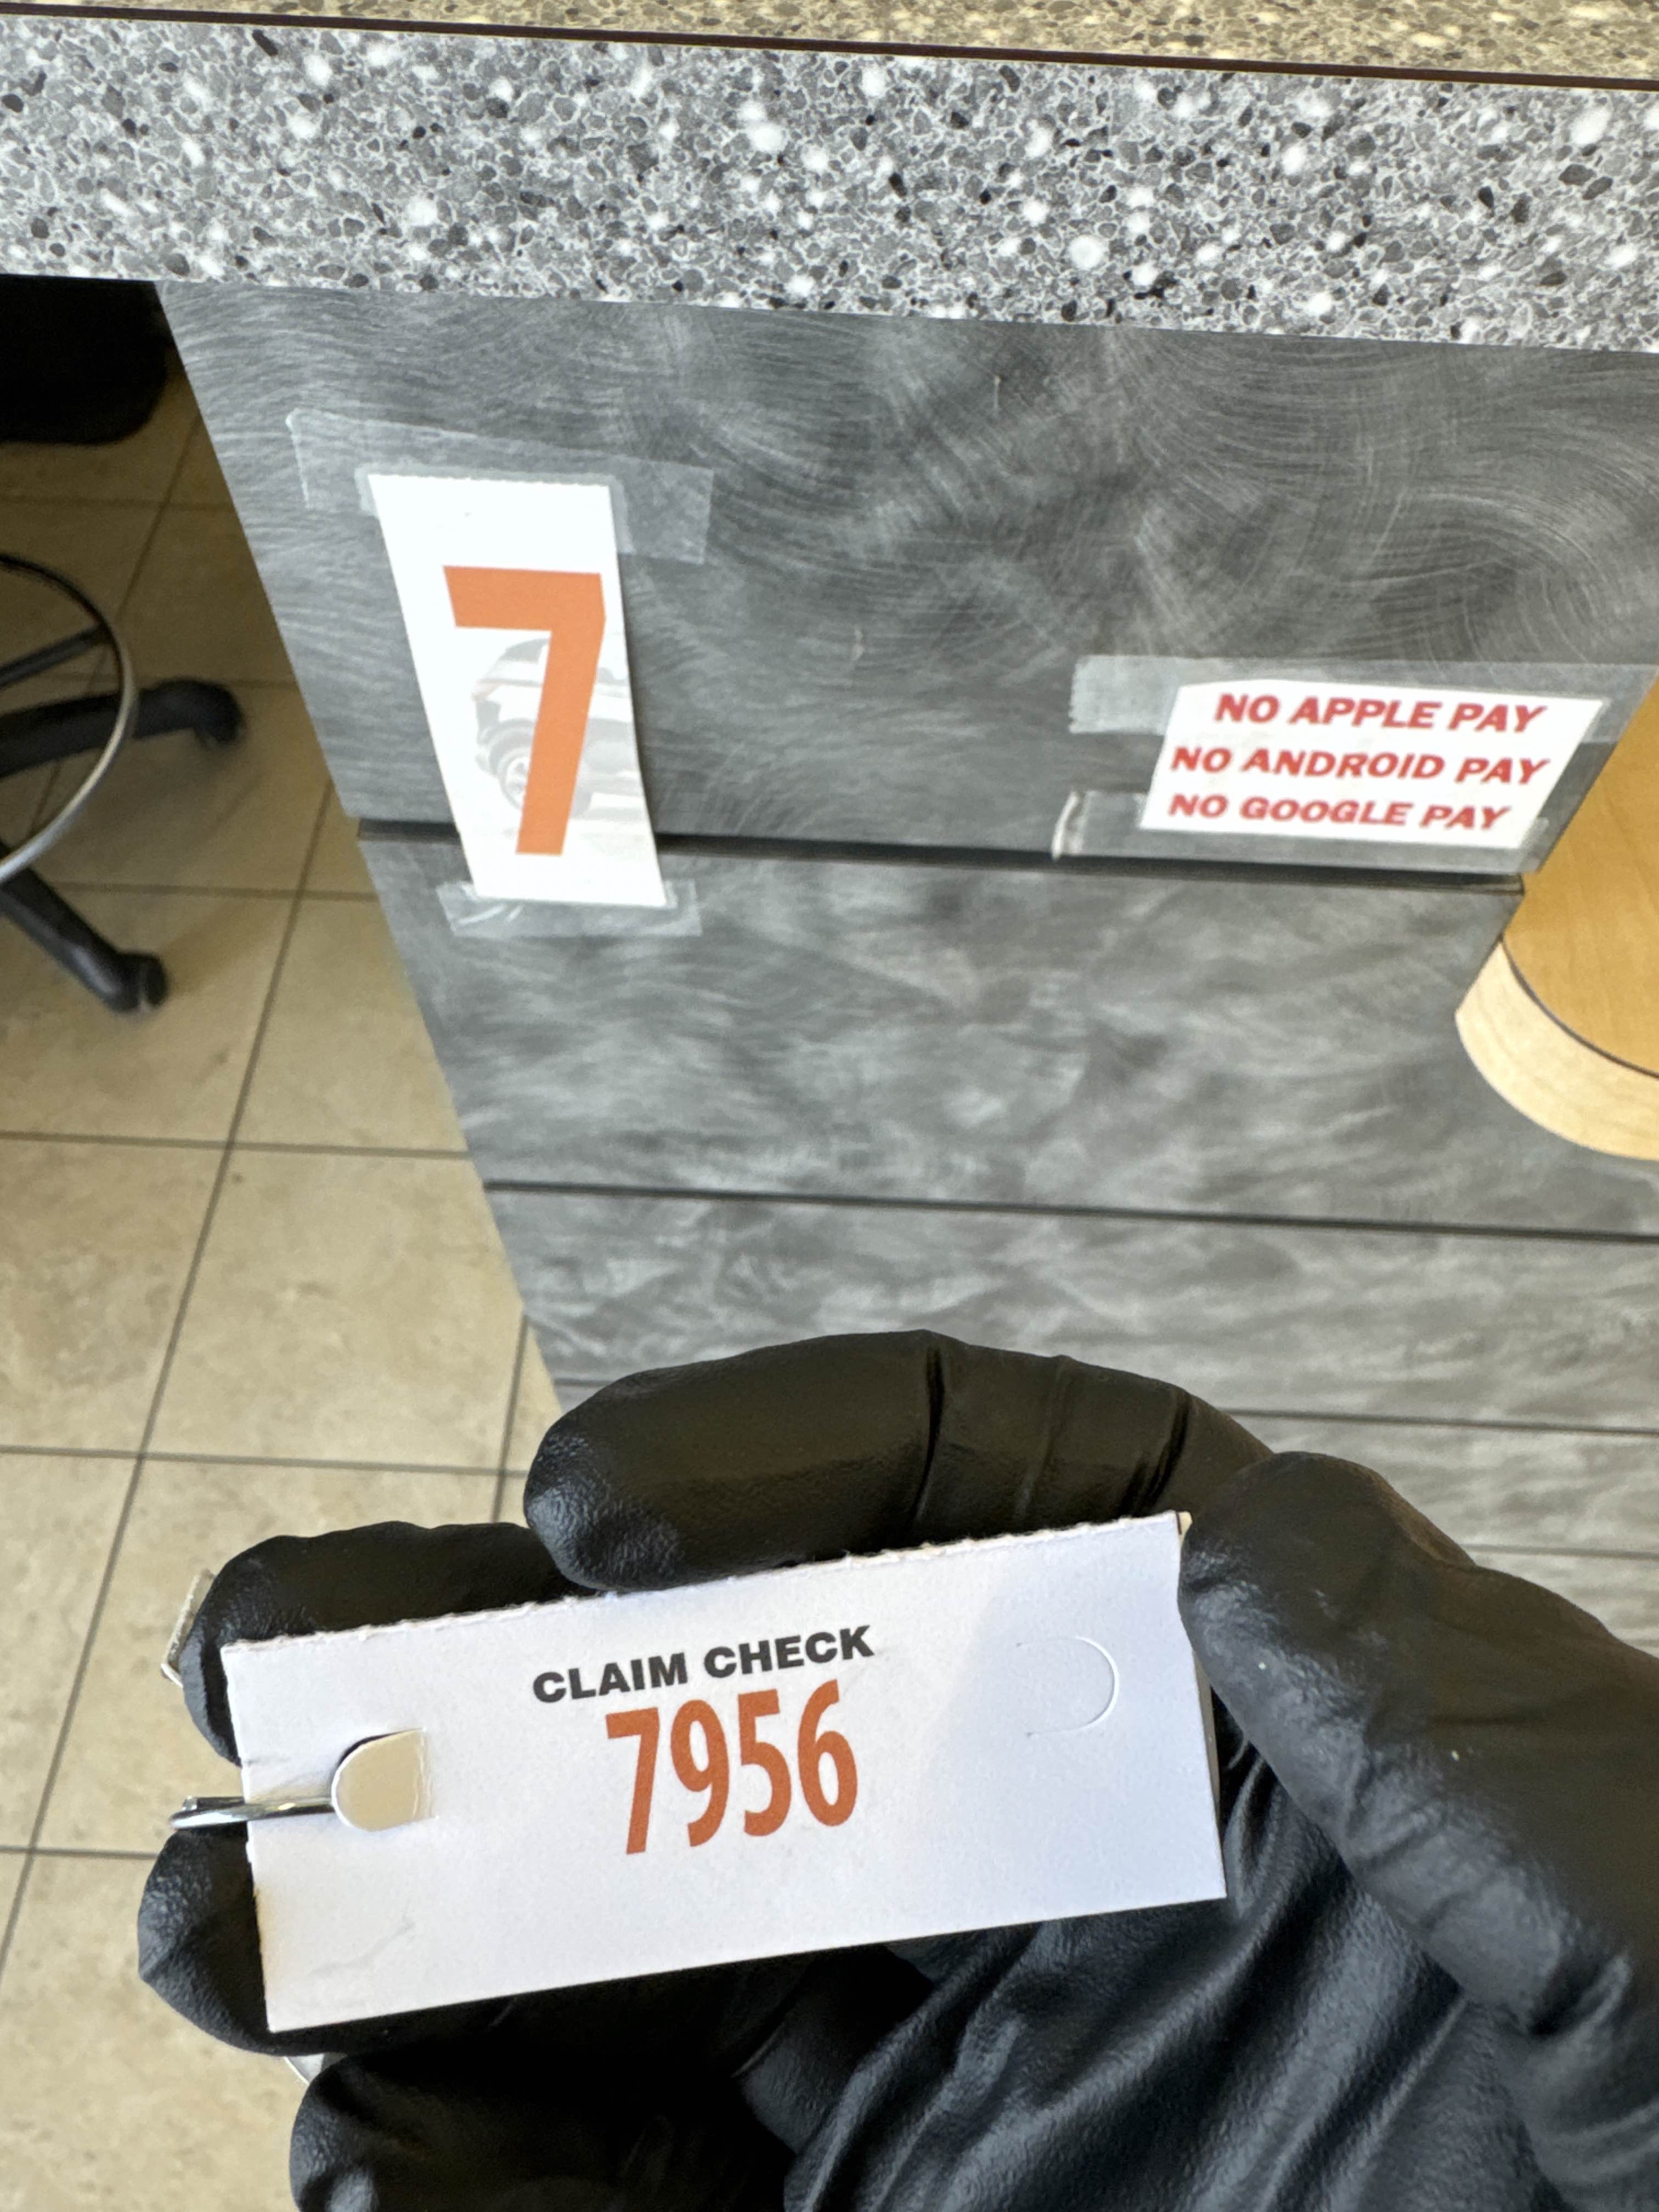 7
NO APPLE PAY
NO ANDROID PAY
NO GOOGLE PAY
CLAIM CHECK
7956